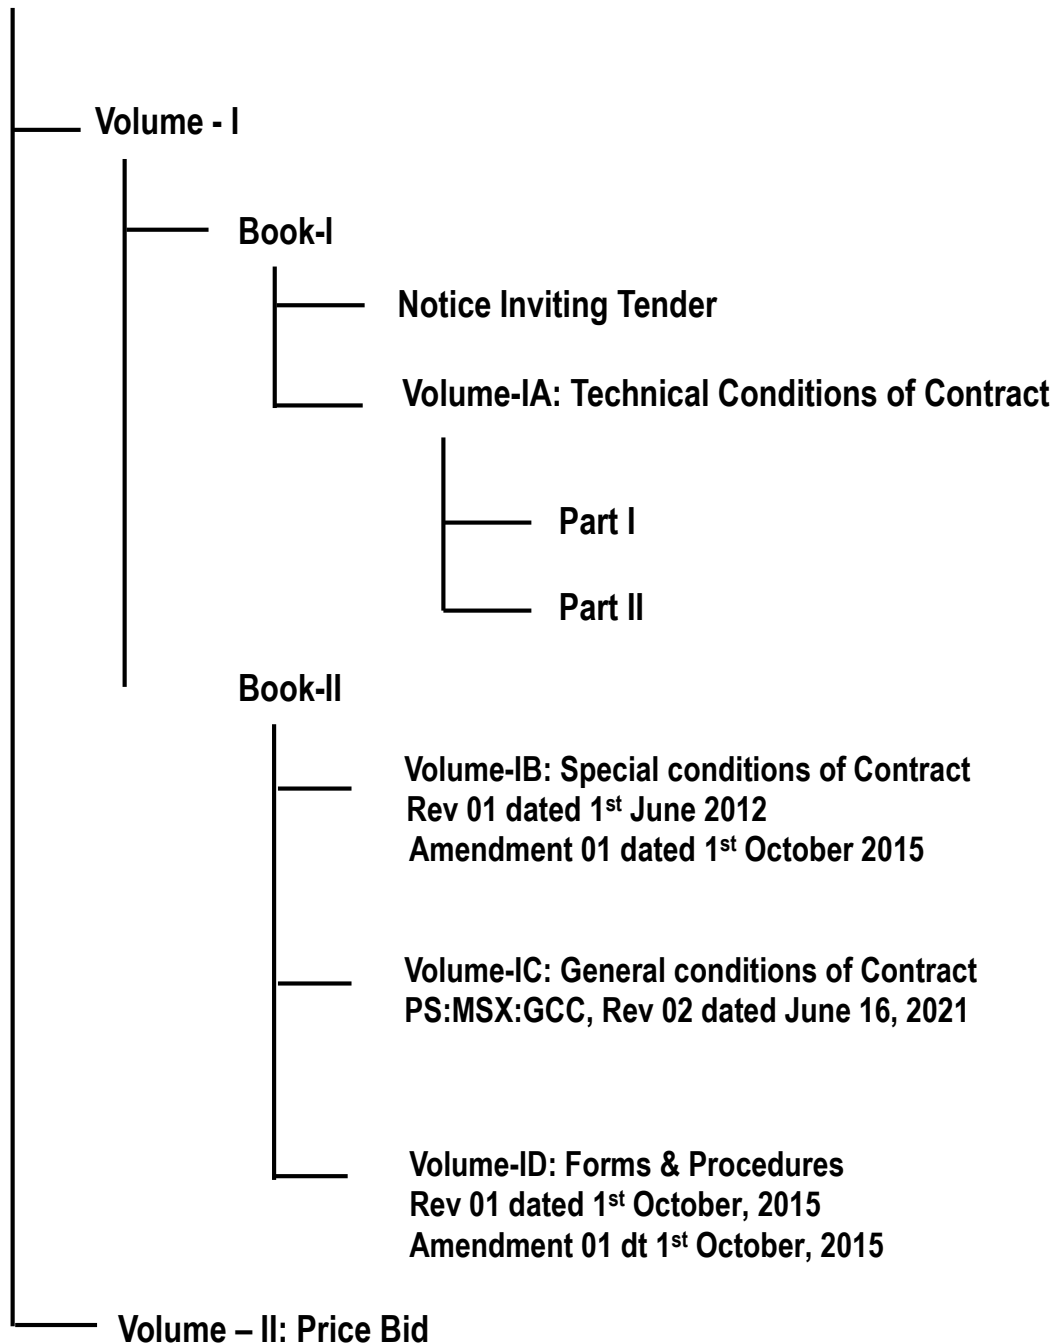 Volume - I
Book-I
Notice Inviting Tender
Volume-IA: Technical Conditions of Contract
Part I
Part II
Book-II
Volume-IB: Special conditions of Contract
Rev 01 dated 1st June 2012
Amendment 01 dated 1st October 2015
Volume-IC: General conditions of Contract
PS:MSX:GCC, Rev 02 dated June 16, 2021
Volume-ID: Forms & Procedures
Rev 01 dated 1st October, 2015
Amendment 01 dt 1st October, 2015
Volume – II: Price Bid